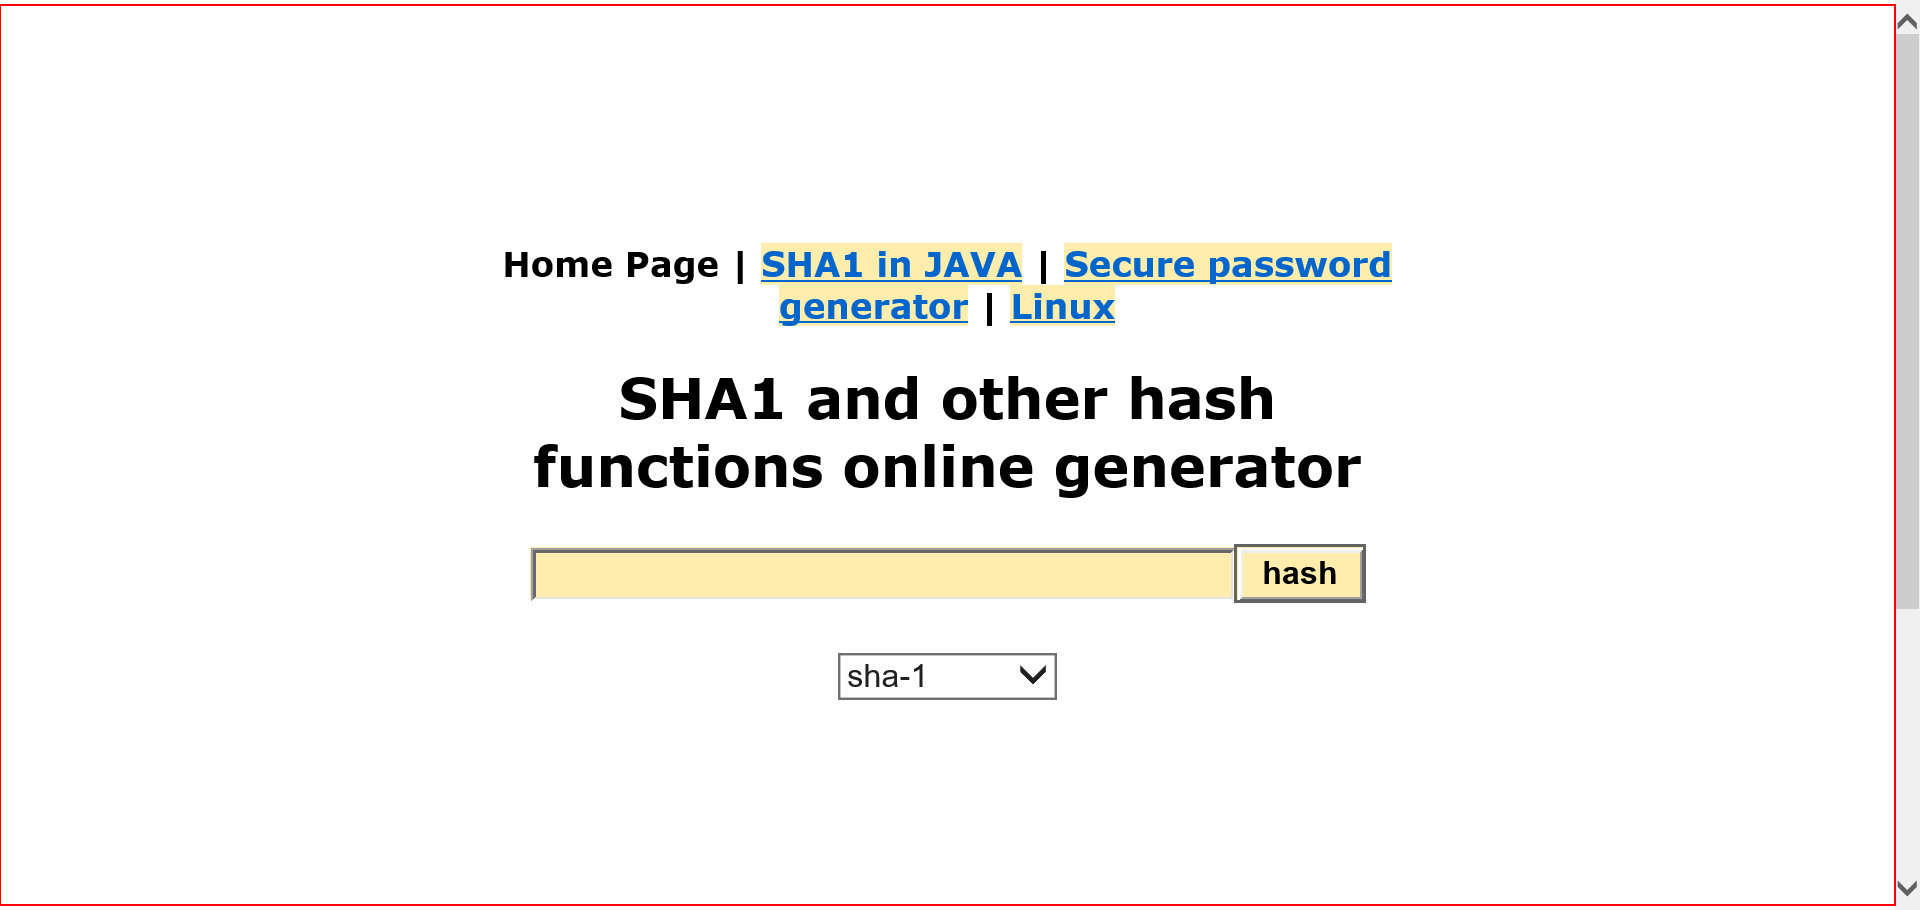 Home Page | SHA1 in JAVA | Secure password
generator | Linux
SHA1 and other hash
functions online generator
hash
sha-1